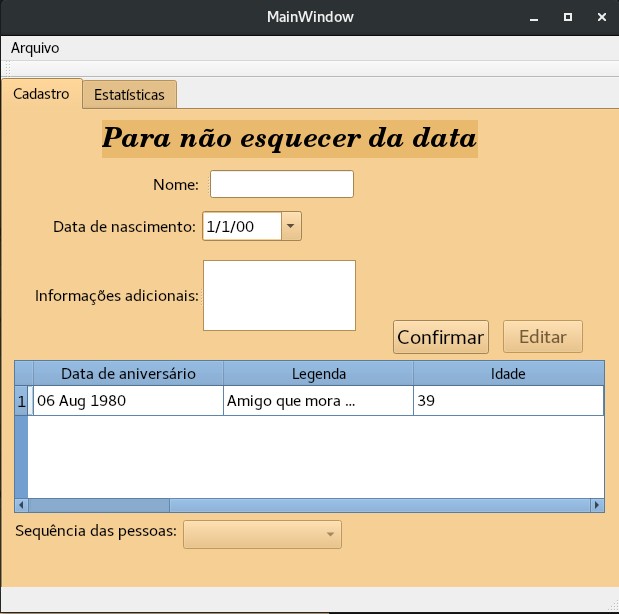 MainWindow
Arquivo
Cadastro Estatísticas
Para não esquecer da data
Nome:
Data de nascimento: 1/1/00
Informações adicionais:
Confirmar Editar
Data de aniversário Legenda Idade
1 06 Aug 1980 Amigo que mora ... 39
Sequência das pessoas: